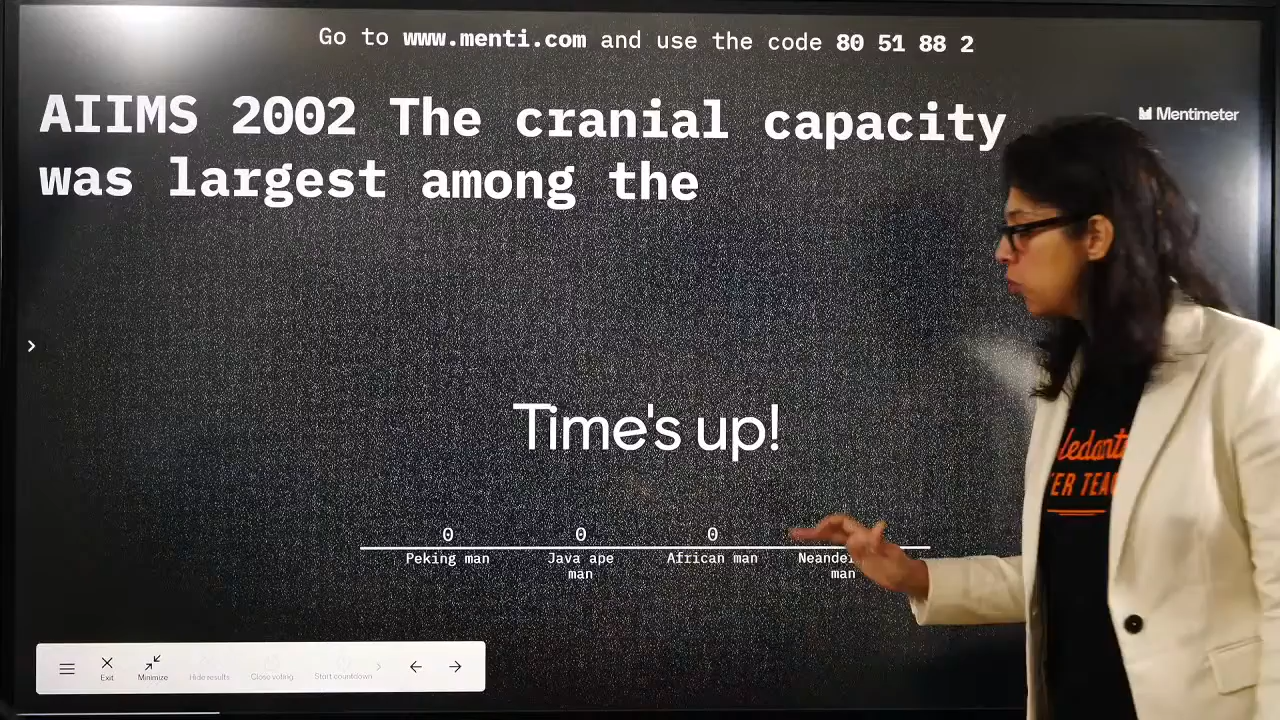 Go to www.menti.com and use the code 80 51 88 2
AIIMS 2002 The cranial capacity
was largest among the
Mentimeter
Time's up!
0 0 0
Peking man
Java ape
man
African man
man
Exit
Minimize
Hide results
Close voting
Start countdown